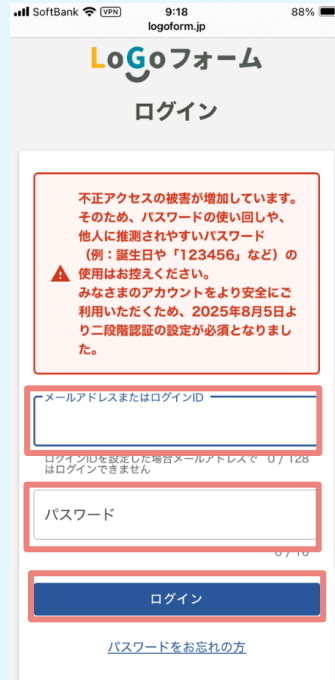 SoftBank VPN 9:18 88%
logoform.jp
LoGoフォーム
ログイン
不正アクセスの被害が増加しています。
そのため、パスワードの使い回しや、
他人に推測されやすいパスワード
（例：誕生日や「123456」など）の
使用はお控えください。
みなさまのアカウントをより安全にご
利用いただくため、2025年8月5日よ
り二段階認証の設定が必須となりまし
た。
メールアドレスまたはログインID
ログインIDを設定した場合メールアドレスで 0 / 128
はログインできません
パスワード
0 / 16
ログイン
パスワードをお忘れの方